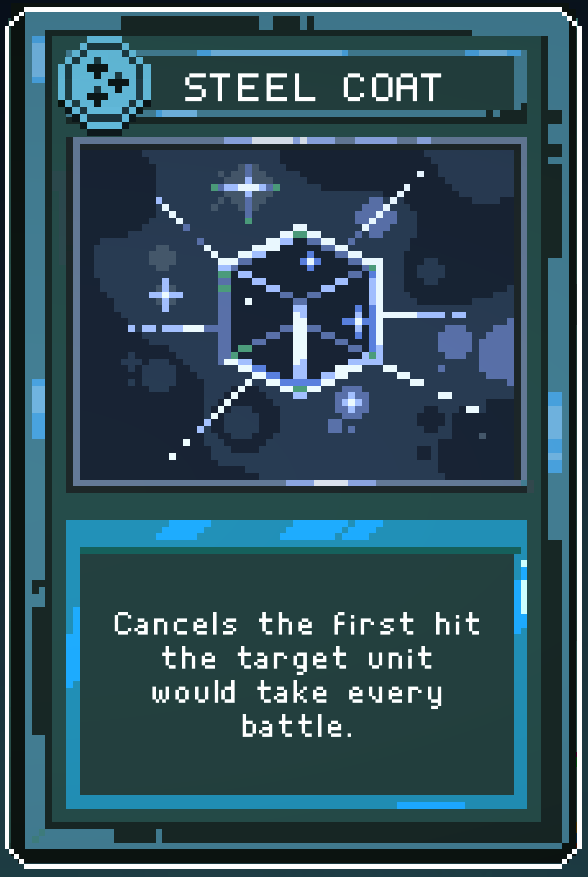 STEEL COAT
Cancels the first hit
the target unit
would take every
battle.